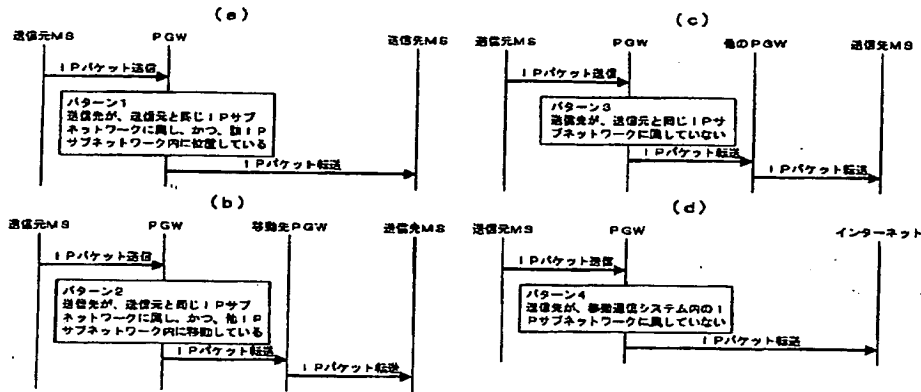 (a)
送信元MS PGW 送信先MS
IPパケット送信
パターン1
送信先が、送信元と同じIPサブ
ネットワークに属し、かつ、該IP
サブネットワーク内に位置している
IPパケット転送
(b)
送信元MS PGW 移動先PGW 送信先MS
IPパケット送信
パターン2
送信先が、送信元と同じIPサブ
ネットワークに属し、かつ、他IP
サブネットワーク内に移動している
IPパケット転送
IPパケット転送
(c)
送信元MS PGW 他のPGW 送信先MS
IPパケット送信
パターン3
送信先が、送信元と同じIPサ
ブネットワークに属していない
IPパケット転送
IPパケット転送
(d)
送信元MS PGW インターネット
IPパケット送信
パターン4
送信先が、移動通信システム内のI
Pサブネットワークに属していない
IPパケット転送